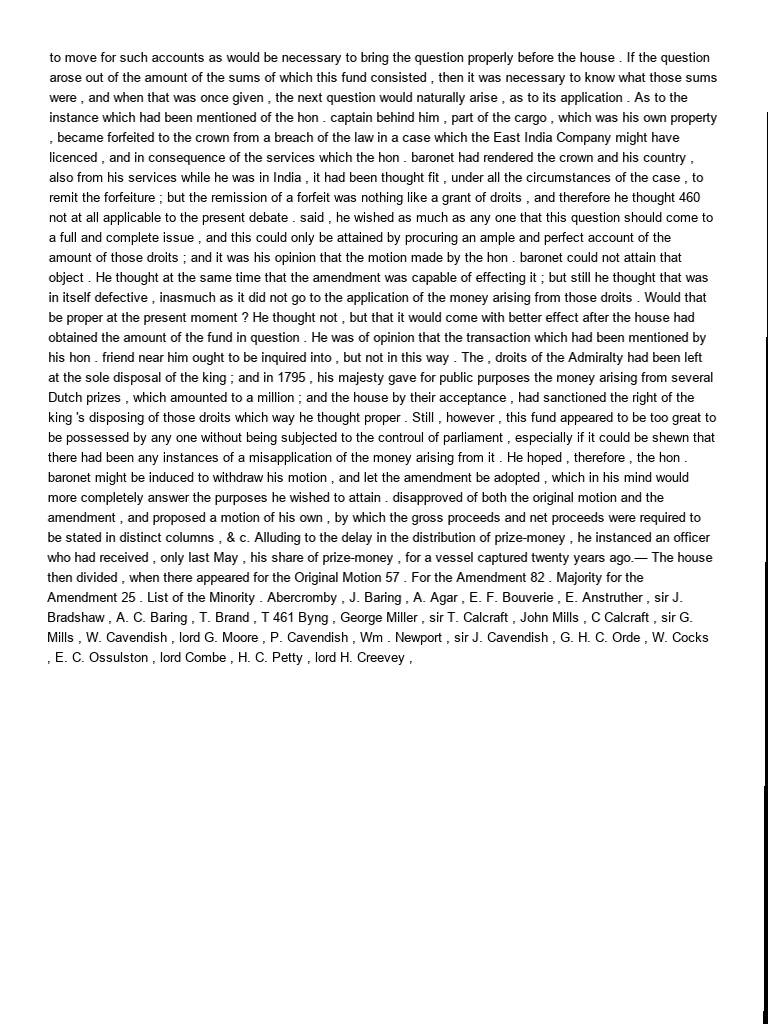 to move for such accounts as would be necessary to bring the question properly before the house . If the question
arose out of the amount of the sums of which this fund consisted , then it was necessary to know what those sums
were , and when that was once given , the next question would naturally arise , as to its application . As to the
instance which had been mentioned of the hon . captain behind him , part of the cargo , which was his own property
, became forfeited to the crown from a breach of the law in a case which the East India Company might have
licenced , and in consequence of the services which the hon . baronet had rendered the crown and his country ,
also from his services while he was in India , it had been thought fit , under all the circumstances of the case , to
remit the forfeiture ; but the remission of a forfeit was nothing like a grant of droits , and therefore he thought 460
not at all applicable to the present debate . said , he wished as much as any one that this question should come to
a full and complete issue , and this could only be attained by procuring an ample and perfect account of the
amount of those droits ; and it was his opinion that the motion made by the hon . baronet could not attain that
object . He thought at the same time that the amendment was capable of effecting it ; but still he thought that was
in itself defective , inasmuch as it did not go to the application of the money arising from those droits . Would that
be proper at the present moment ? He thought not , but that it would come with better effect after the house had
obtained the amount of the fund in question . He was of opinion that the transaction which had been mentioned by
his hon . friend near him ought to be inquired into , but not in this way . The , droits of the Admiralty had been left
at the sole disposal of the king ; and in 1795 , his majesty gave for public purposes the money arising from several
Dutch prizes , which amounted to a million ; and the house by their acceptance , had sanctioned the right of the
king 's disposing of those droits which way he thought proper . Still , however , this fund appeared to be too great to
be possessed by any one without being subjected to the controul of parliament , especially if it could be shewn that
there had been any instances of a misapplication of the money arising from it . He hoped , therefore , the hon .
baronet might be induced to withdraw his motion , and let the amendment be adopted , which in his mind would
more completely answer the purposes he wished to attain . disapproved of both the original motion and the
amendment , and proposed a motion of his own , by which the gross proceeds and net proceeds were required to
be stated in distinct columns , & c. Alluding to the delay in the distribution of prize-money , he instanced an officer
who had received , only last May , his share of prize-money , for a vessel captured twenty years ago.— The house
then divided , when there appeared for the Original Motion 57 . For the Amendment 82 . Majority for the
Amendment 25 . List of the Minority . Abercromby , J. Baring , A. Agar , E. F. Bouverie , E. Anstruther , sir J.
Bradshaw , A. C. Baring , T. Brand , T 461 Byng , George Miller , sir T. Calcraft , John Mills , C Calcraft , sir G.
Mills , W. Cavendish , lord G. Moore , P. Cavendish , Wm . Newport , sir J. Cavendish , G. H. C. Orde , W. Cocks
, E. C. Ossulston , lord Combe , H. C. Petty , lord H. Creevey ,